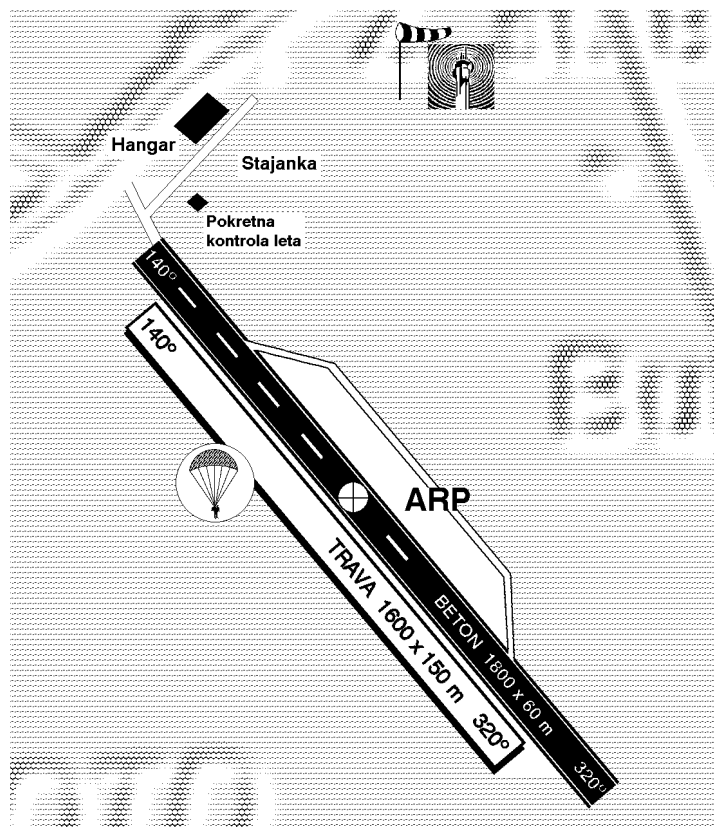 Hangar
Stajanka
Pokretna
kontrola leta
140°
140°
ARP
TRAVA 1600 x 150 m
320°
BETON 1800 x 60 m
320°